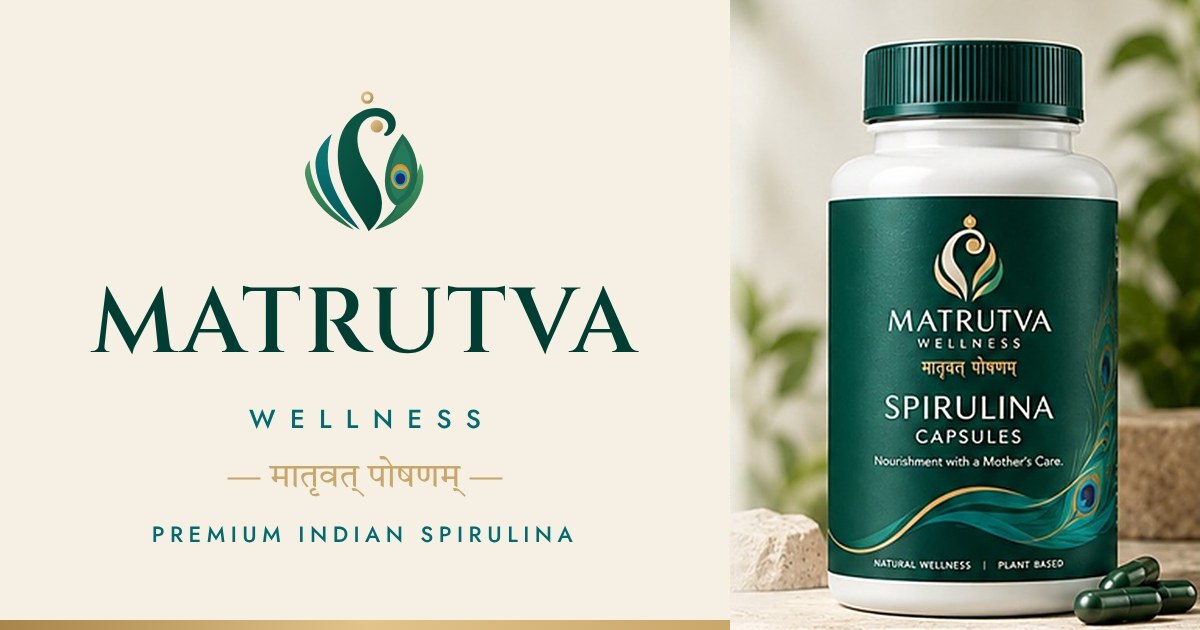 MATRUTVA
WELLNESS
— मातृवत् पोषणम् —
PREMIUM INDIAN SPIRULINA
MATRUTVA
WELLNESS
मातृवत् पोषणम्
SPIRULINA
CAPSULES
Nourishment with a Mother's Care.
NATURAL WELLNESS | PLANT BASED